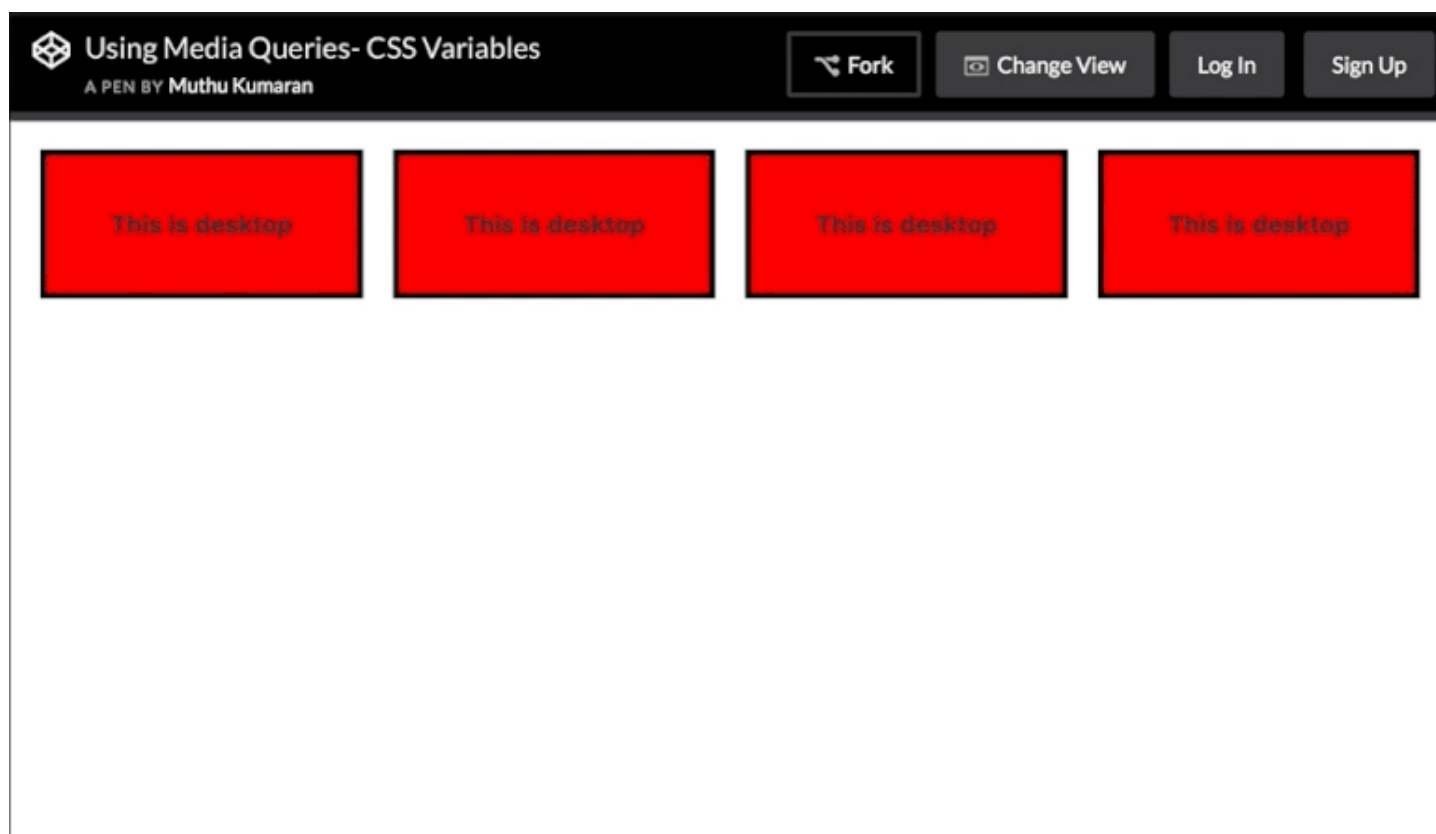 Using Media Queries- CSS Variables
A PEN BY Muthu Kumaran
Fork
Change View
Log In
Sign Up
This is desktop
This is desktop
This is desktop
This is desktop